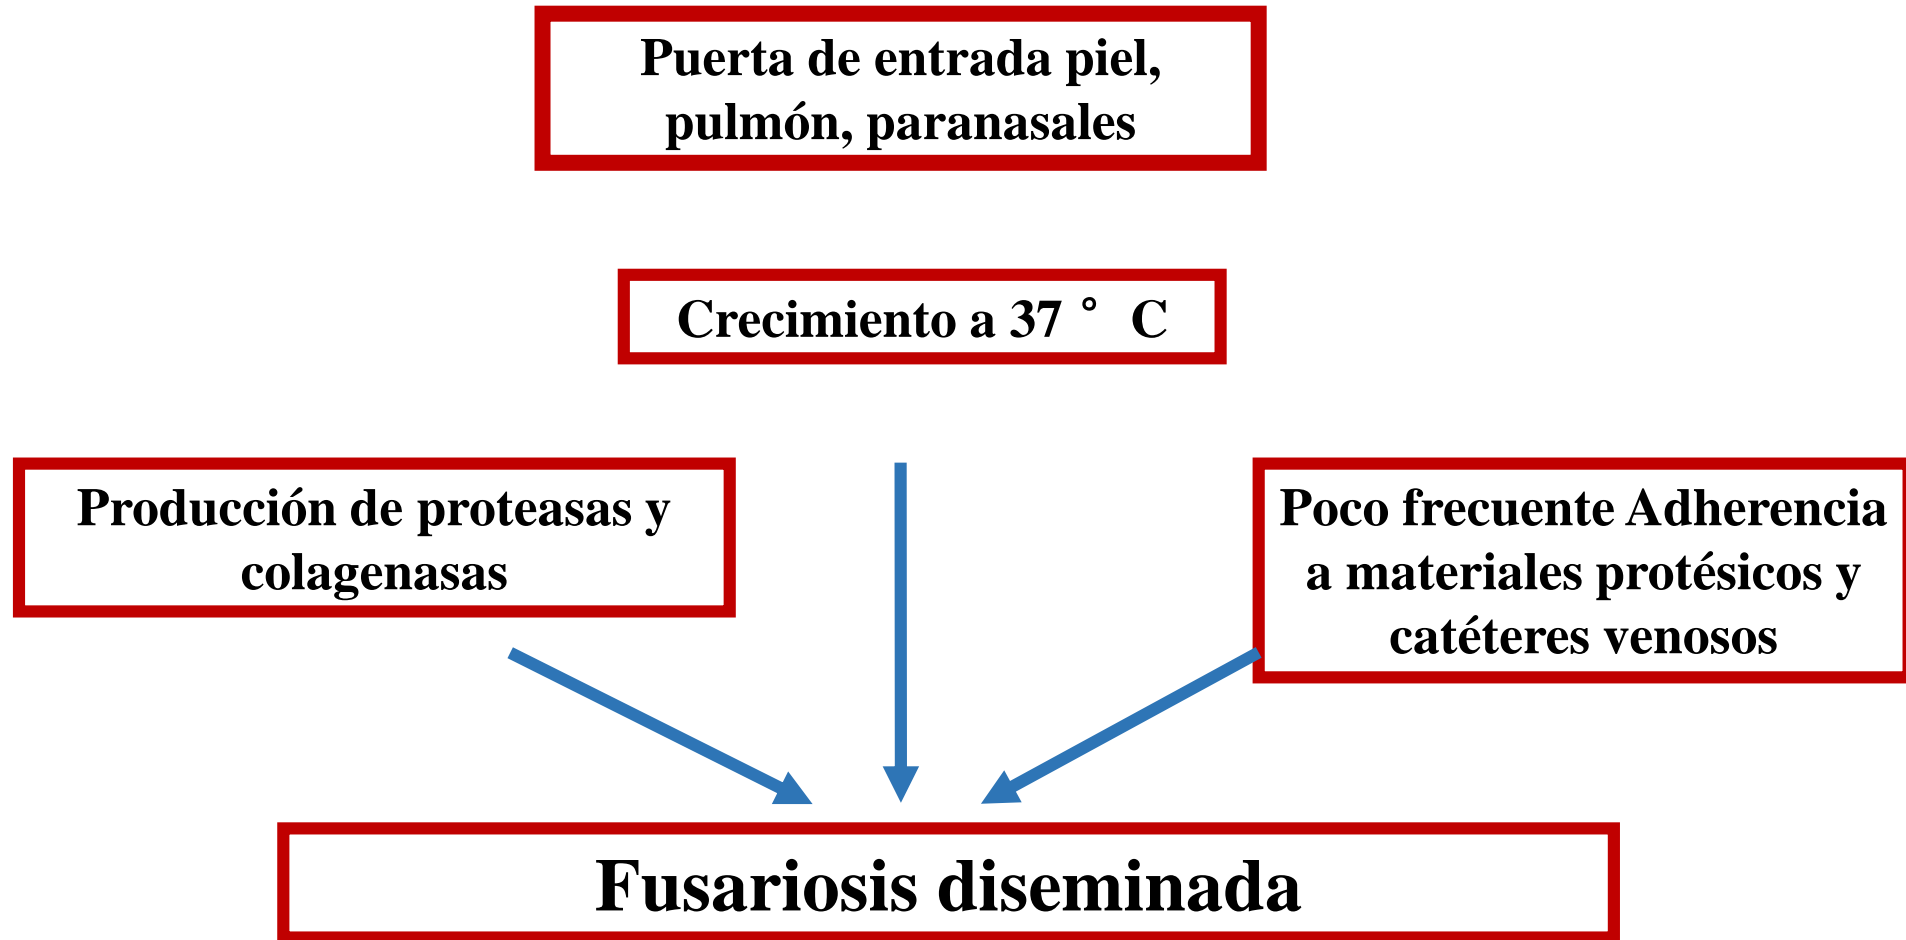 Puerta de entrada piel,
pulmón, paranasales
Crecimiento a 37 ° C
Producción de proteasas y
colagenasas
Poco frecuente Adherencia
a materiales protésicos y
catéteres venosos
Fusariosis diseminada